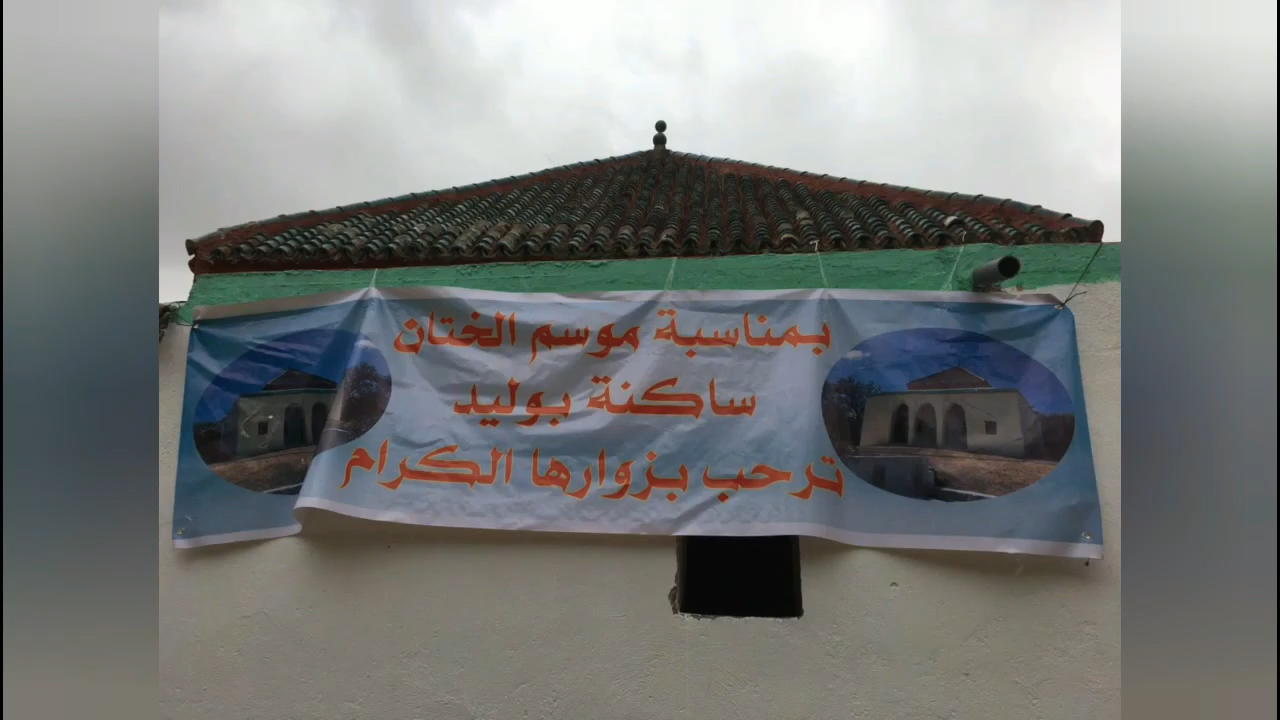 بمناسبة موسم الختان
ساكنة بوليد
ترحب بزوارها الكرام